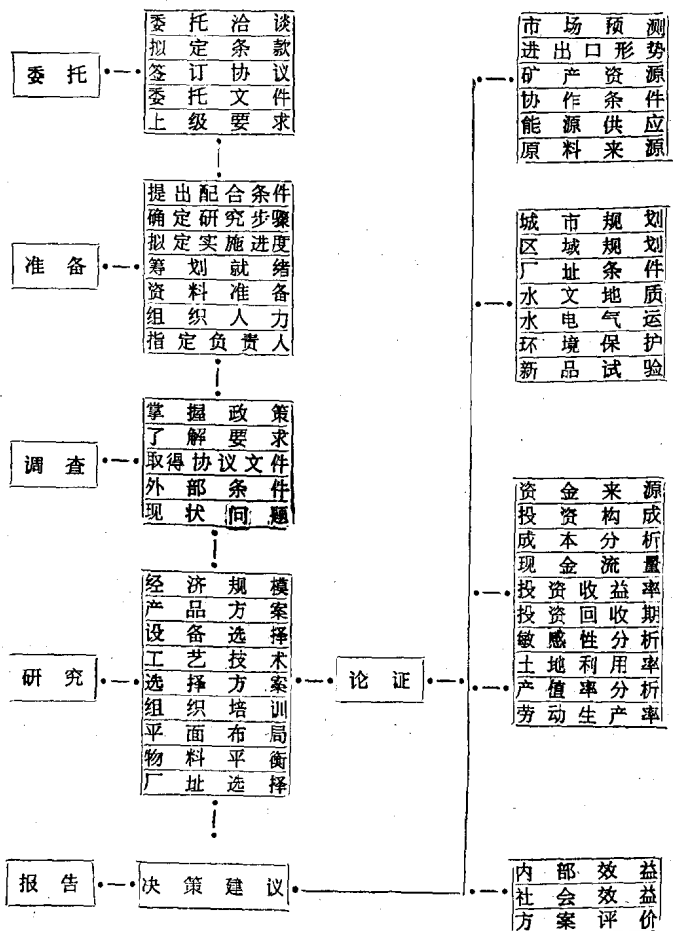 委托
委托洽谈
拟定条款
签订协议
委托文件
上级要求
准备
提出配合条件
确定研究步骤
拟定实施进度
筹划就绪
资料准备
组织人力
指定负责人
调查
掌握政策
了解要求
取得协议文件
外部条件
现状问题
研究
经济规模
产品方案
设备选择
工艺技术
选择方案
组织培训
平面布局
物料平衡
厂址选择
论证
报告
决策建议
市场预测
进出口形势
矿产资源
协作条件
能源供应
原料来源
城市规划
区域规划
厂址条件
水文地质
水电气运
环境保护
新品试验
资金来源
投资构成
成本分析
现金流量
投资收益率
投资回收期
敏感性分析
土地利用率
产值率分析
劳动生产率
内部效益
社会效益
方案评价